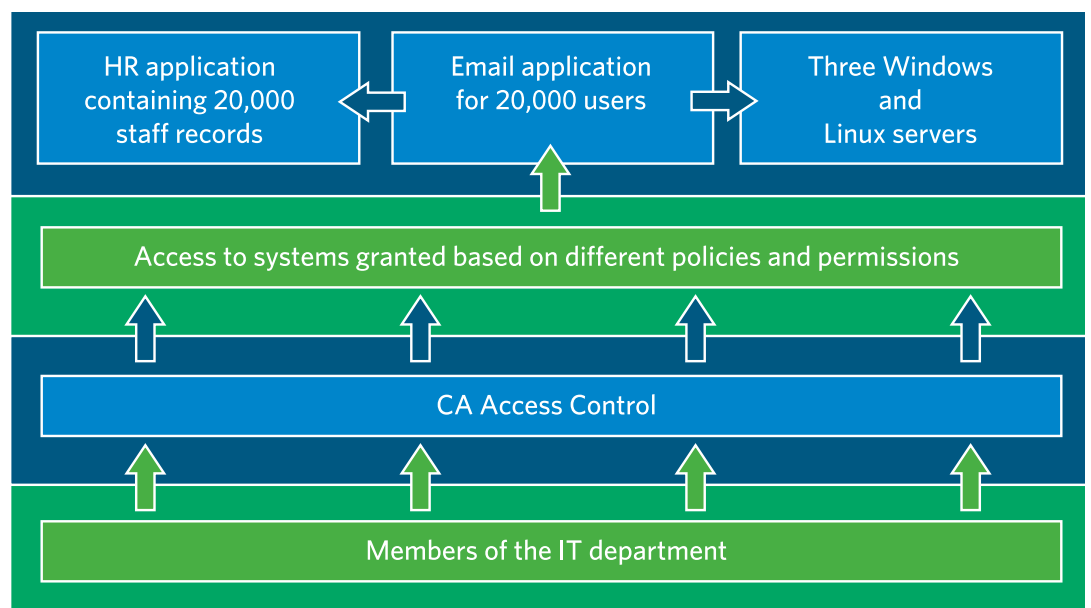 HR application
containing 20,000
staff records
Email application
for 20,000 users
Three Windows
and
Linux servers
Access to systems granted based on different policies and permissions
CA Access Control
Members of the IT department